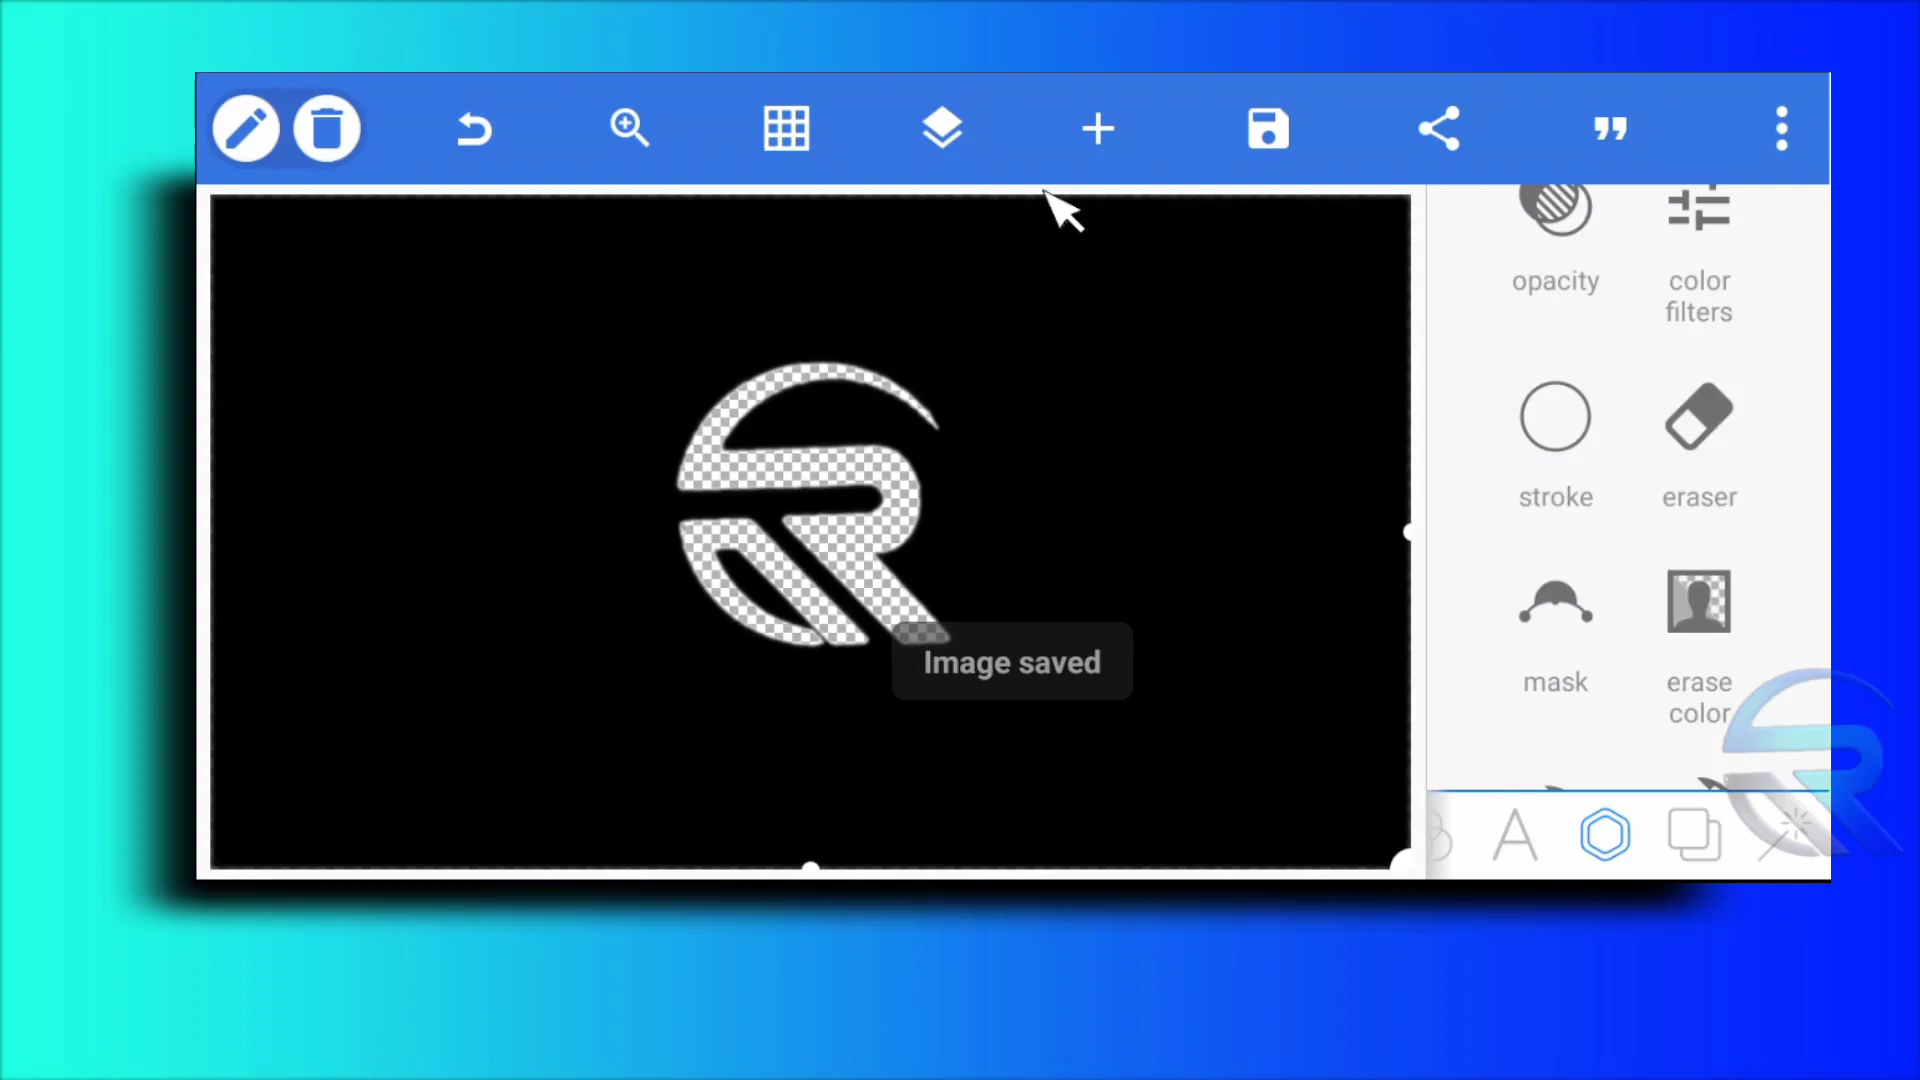 opacity
color
filters
stroke
eraser
Image saved
mask
erase
color